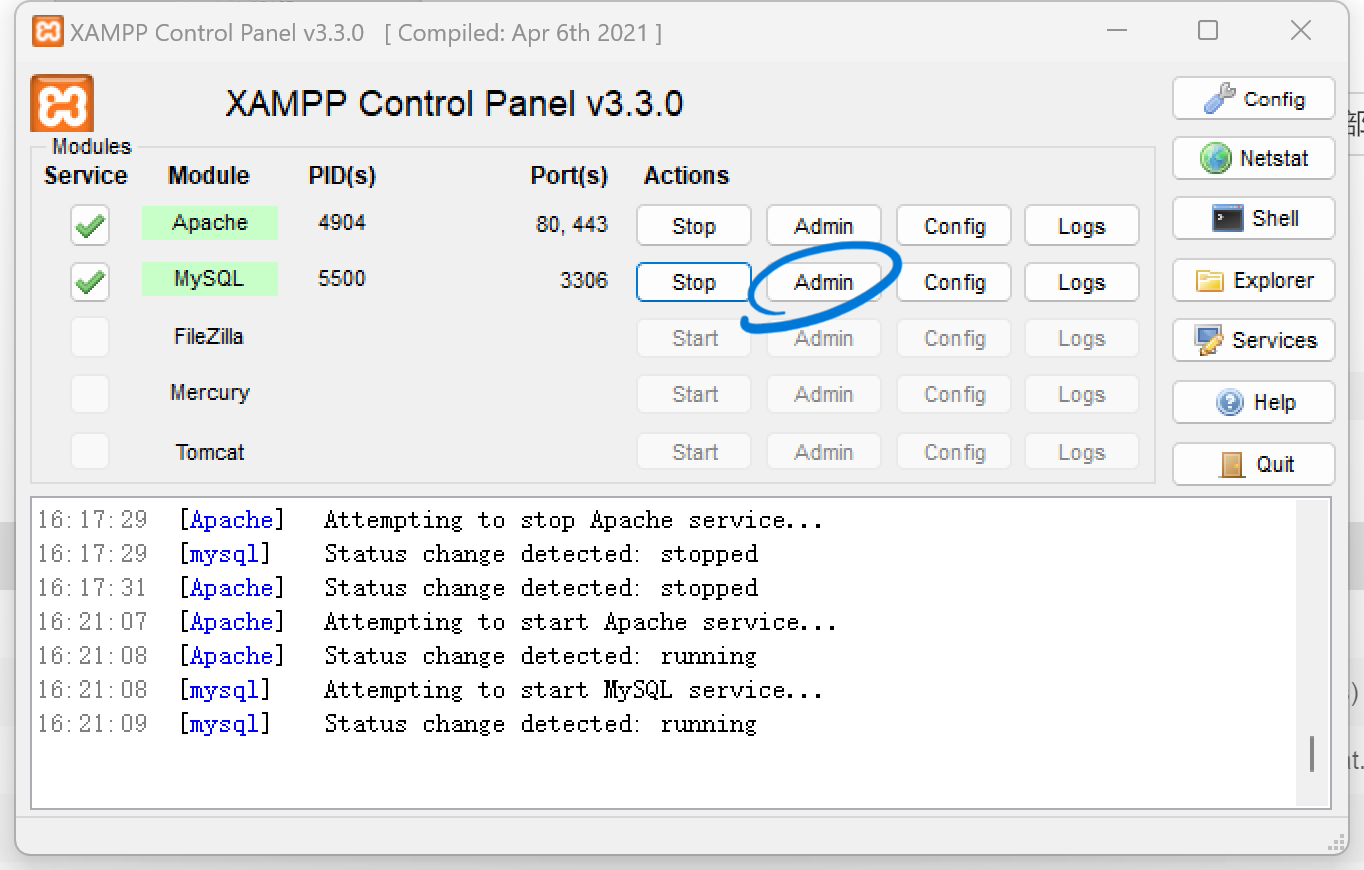 XAMPP Control Panel v3.3.0 [ Compiled: Apr 6th 2021 ]
XAMPP Control Panel v3.3.0
Config
Modules
Service Module PID(s) Port(s) Actions
Netstat
Apache 4904 80, 443 Stop Admin Config Logs
Shell
MySQL 5500 3306 Stop Admin Config Logs
Explorer
FileZilla Start Admin Config Logs
Services
Mercury Start Admin Config Logs
Help
Tomcat Start Admin Config Logs
Quit
16:17:29 [Apache] Attempting to stop Apache service...
16:17:29 [mysql] Status change detected: stopped
16:17:31 [Apache] Status change detected: stopped
16:21:07 [Apache] Attempting to start Apache service...
16:21:08 [Apache] Status change detected: running
16:21:08 [mysql] Attempting to start MySQL service...
16:21:09 [mysql] Status change detected: running